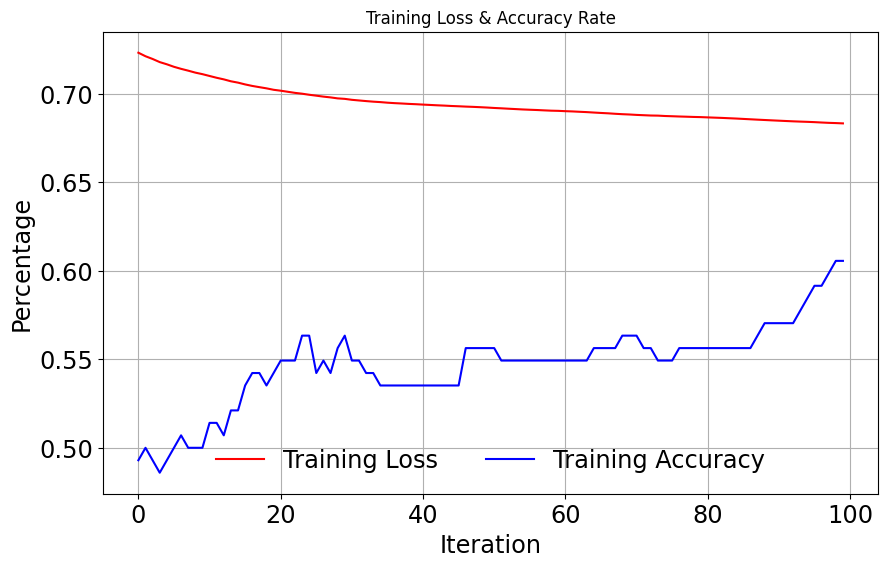 Training Loss & Accuracy Rate
Percentage
0.70
0.65
0.60
0.55
0.50
Training Loss
Training Accuracy
0 20 40 60 80 100
Iteration